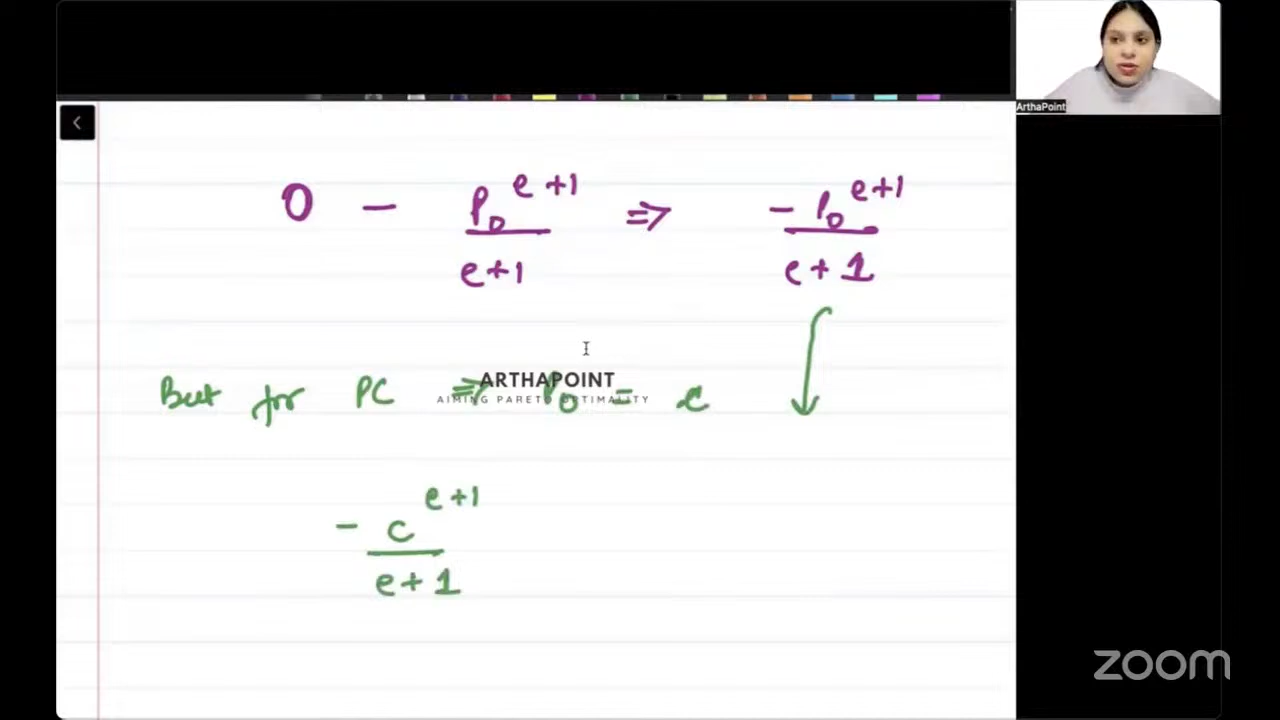 ArthaPoint
0 - P₀^(e+1) / (e+1) ⇒ -P₀^(e+1) / (e+1)
ARTHAPOINT
AIMING PARETO OPTIMALITY
But for PC ⇒ P₀ = c
-c^(e+1) / (e+1)
zoom